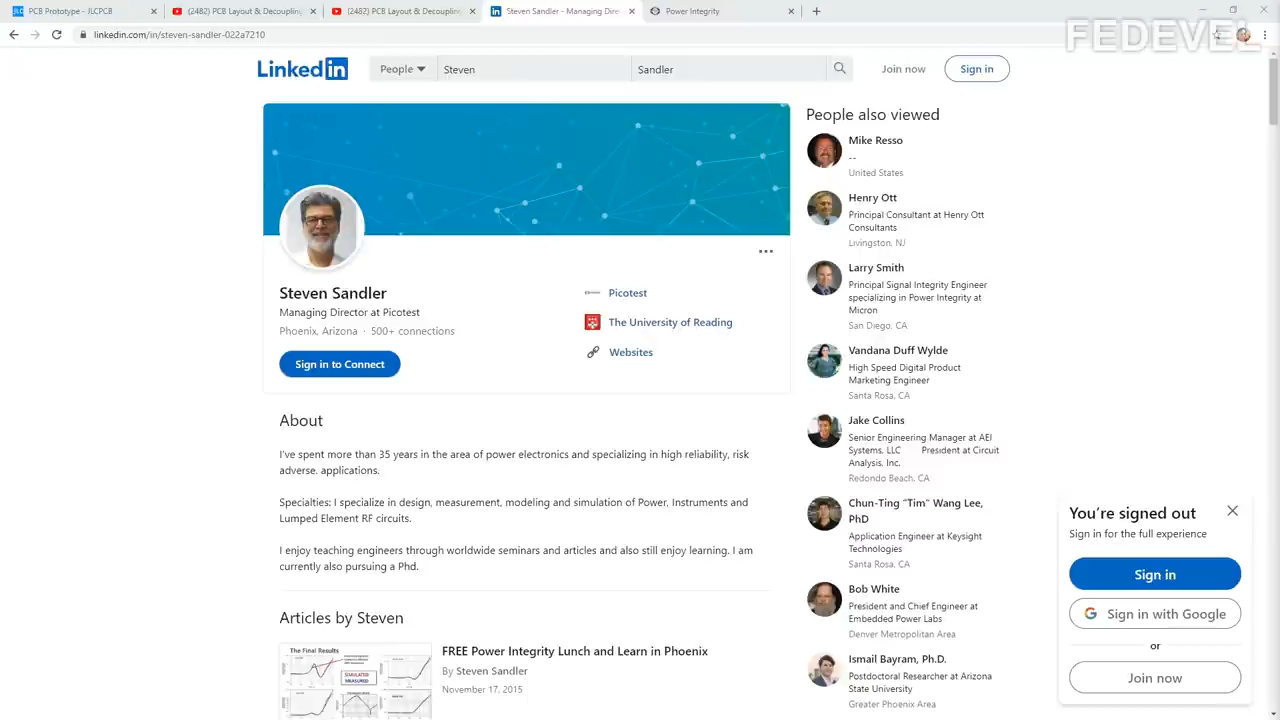 PCB Prototype - JLCPCB
(2482) PCB Layout & Decoupling
(2482) PCB Layout & Decoupling
Steven Sandler - Managing Dire
Power Integrity
linkedin.com/in/steven-sandler-022a7210
FEDEVEL
Linked in
People
Steven
Sandler
Join now
Sign in
Steven Sandler
Managing Director at Picotest
Phoenix, Arizona · 500+ connections
Sign in to Connect
Picotest
The University of Reading
Websites
About
I've spent more than 35 years in the area of power electronics and specializing in high reliability, risk
adverse. applications.
Specialties: I specialize in design, measurement, modeling and simulation of Power, Instruments and
Lumped Element RF circuits.
I enjoy teaching engineers through worldwide seminars and articles and also still enjoy learning. I am
currently also pursuing a Phd.
Articles by Steven
The Final Results
SIMULATED
MEASURED
FREE Power Integrity Lunch and Learn in Phoenix
By Steven Sandler
November 17, 2015
People also viewed
Mike Resso
--
United States
Henry Ott
Principal Consultant at Henry Ott
Consultants
Livingston, NJ
Larry Smith
Principal Signal Integrity Engineer
specializing in Power Integrity at
Micron
San Diego, CA
Vandana Duff Wylde
High Speed Digital Product
Marketing Engineer
Santa Rosa, CA
Jake Collins
Senior Engineering Manager at AEI
Systems, LLC President at Circuit
Analysis, Inc.
Redondo Beach, CA
Chun-Ting “Tim” Wang Lee,
PhD
Application Engineer at Keysight
Technologies
Santa Rosa, CA
Bob White
President and Chief Engineer at
Embedded Power Labs
Denver Metropolitan Area
Ismail Bayram, Ph.D.
Postdoctoral Researcher at Arizona
State University
Greater Phoenix Area
You're signed out
Sign in for the full experience
Sign in
Sign in with Google
or
Join now